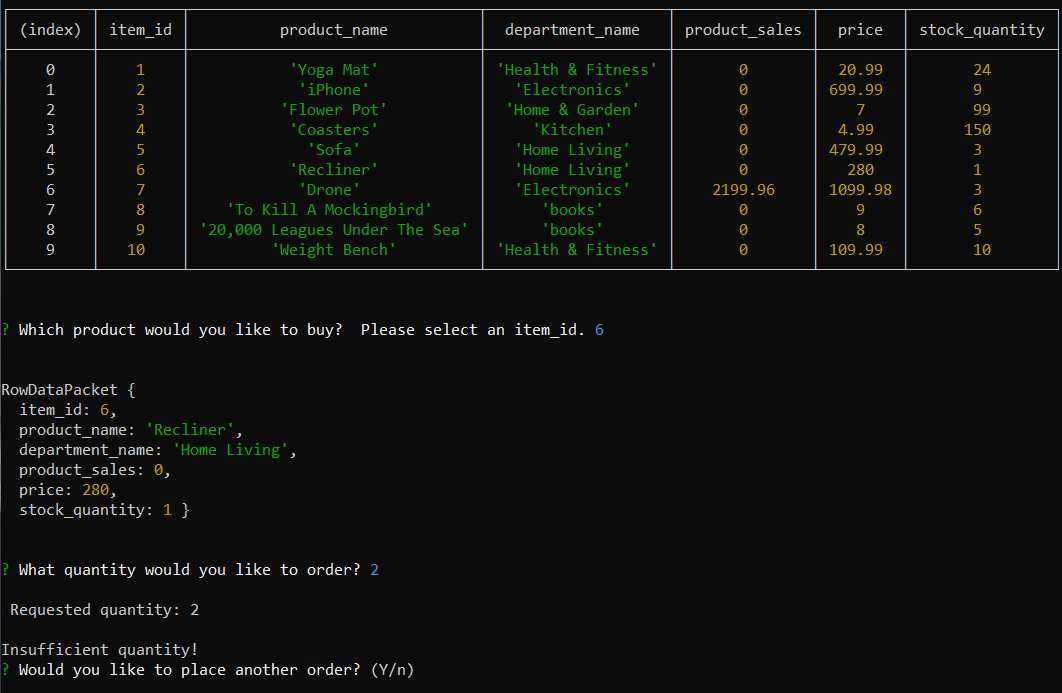 (index) item_id product_name department_name product_sales price stock_quantity
0 1 'Yoga Mat' 'Health & Fitness' 0 20.99 24
1 2 'iPhone' 'Electronics' 0 699.99 9
2 3 'Flower Pot' 'Home & Garden' 0 7 99
3 4 'Coasters' 'Kitchen' 0 4.99 150
4 5 'Sofa' 'Home Living' 0 479.99 3
5 6 'Recliner' 'Home Living' 0 280 1
6 7 'Drone' 'Electronics' 2199.96 1099.98 3
7 8 'To Kill A Mockingbird' 'books' 0 9 6
8 9 '20,000 Leagues Under The Sea' 'books' 0 8 5
9 10 'Weight Bench' 'Health & Fitness' 0 109.99 10
? Which product would you like to buy?  Please select an item_id. 6
RowDataPacket {
  item_id: 6,
  product_name: 'Recliner',
  department_name: 'Home Living',
  product_sales: 0,
  price: 280,
  stock_quantity: 1 }
? What quantity would you like to order? 2
 Requested quantity: 2
Insufficient quantity!
? Would you like to place another order? (Y/n)